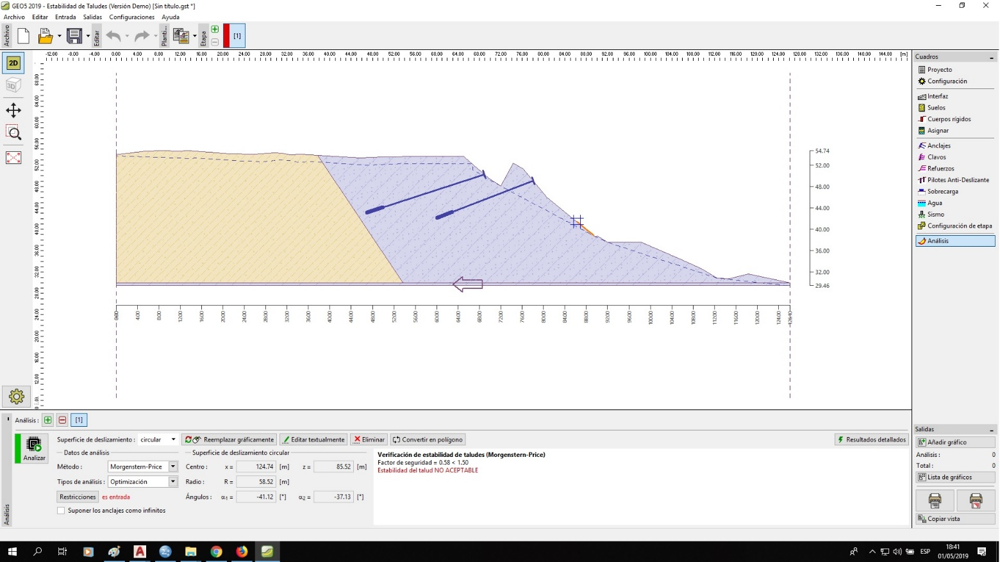 GEO5 2019 - Estabilidad de Taludes (Versión Demo) [Sin título.gst *]
Archivo Editar Entrada Salidas Configuraciones Ayuda
Archivo Editar Planti... Etapa [1]
-12.00 -8.00 -4.00 0.00 4.00 8.00 12.00 16.00 20.00 24.00 28.00 32.00 36.00 40.00 44.00 48.00 52.00 56.00 60.00 64.00 68.00 72.00 76.00 80.00 84.00 88.00 92.00 96.00 100.00 104.00 108.00 112.00 116.00 120.00 124.00 128.00 132.00 136.00 140.00 144.00 [m]
2D
3D
68.00
64.00
60.00
56.00
52.00
48.00
44.00
40.00
36.00
32.00
28.00
24.00
20.00
16.00
12.00
54.74
52.00
48.00
44.00
40.00
36.00
32.00
29.46
0.00 4.00 8.00 12.00 16.00 20.00 24.00 28.00 32.00 36.00 40.00 44.00 48.00 52.00 56.00 60.00 64.00 68.00 72.00 76.00 80.00 84.00 88.00 92.00 96.00 100.00 104.00 108.00 112.00 116.00 120.00 124.00
Cuadros
Proyecto
Configuración
Interfaz
Suelos
Cuerpos rígidos
Asignar
Anclajes
Clavos
Refuerzos
Pilotes Anti-Deslizante
Sobrecarga
Agua
Sismo
Configuración de etapa
Análisis
Salidas
Añadir gráfico
Análisis : 0
Total : 0
Lista de gráficos
Copiar vista
Análisis : [1]
Análisis
Analizar
Superficie de deslizamiento : circular Reemplazar gráficamente Editar textualmente Eliminar Convertir en polígono Resultados detallados
Datos de análisis
Método : Morgenstern-Price
Tipos de análisis : Optimización
Restricciones es entrada
Suponer los anclajes como infinitos
Superficie de deslizamiento circular
Centro : x = 124.74 [m] z = 85.52 [m]
Radio : R = 58.52 [m]
Ángulos : α1 = -41.12 [°] α2 = -37.13 [°]
Verificación de estabilidad de taludes (Morgenstern-Price)
Factor de seguridad = 0.58 < 1.50
Estabilidad del talud NO ACEPTABLE
ESP
18:41
01/05/2019